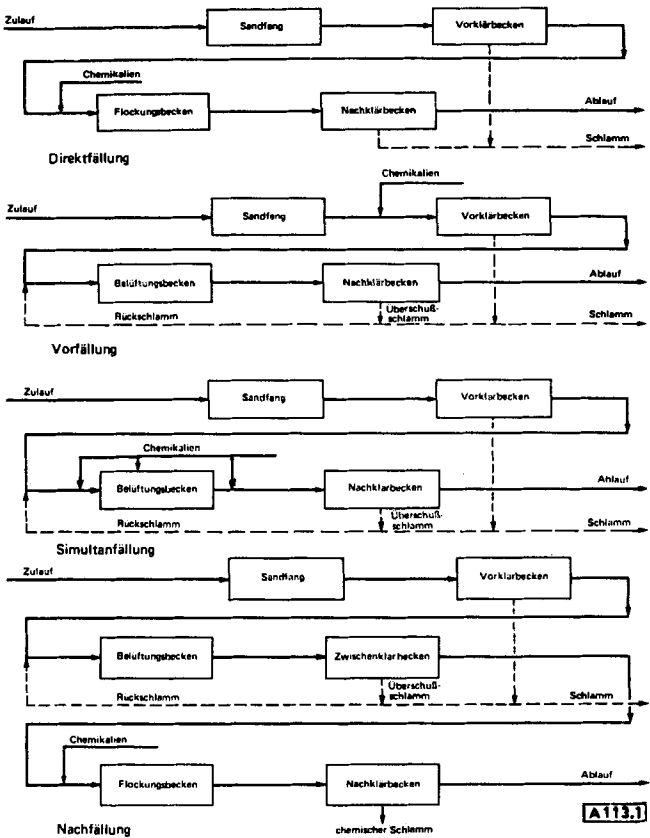 Zulauf
Sandfang
Vorklärbecken
Chemikalien
Flockungsbecken
Nachklärbecken
Ablauf
Schlamm
Direktfällung
Chemikalien
Zulauf
Sandfang
Vorklärbecken
Belüftungsbecken
Nachklärbecken
Ablauf
Rückschlamm
Überschuß-
schlamm
Schlamm
Vorfällung
Zulauf
Sandfang
Vorklärbecken
Chemikalien
Belüftungsbecken
Nachklärbecken
Ablauf
Rückschlamm
Überschuß-
schlamm
Schlamm
Simultanfällung
Zulauf
Sandfang
Vorklärbecken
Belüftungsbecken
Zwischenklärbecken
Rückschlamm
Überschuß-
schlamm
Schlamm
Chemikalien
Flockungsbecken
Nachklärbecken
Ablauf
Nachfällung
chemischer Schlamm
A113.1